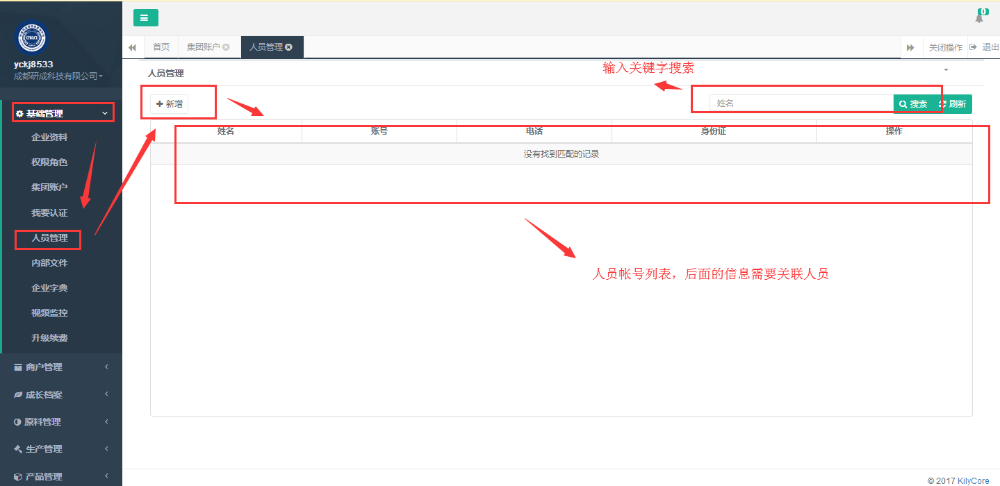 0
yckj8533
成都研成科技有限公司
首页
集团账户
人员管理
关闭操作
退出
人员管理
输入关键字搜索
新增
姓名
搜索
刷新
姓名
账号
电话
身份证
操作
没有找到匹配的记录
人员帐号列表，后面的信息需要关联人员
基础管理
企业资料
权限角色
集团账户
我要认证
人员管理
内部文件
企业字典
视频监控
升级续费
商户管理
成长档案
原料管理
生产管理
产品管理
© 2017 KilyCore